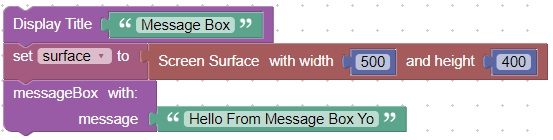 Display Title “ Message Box ”
set surface to Screen Surface with width 500 and height 400
messageBox with:
message “ Hello From Message Box Yo ”